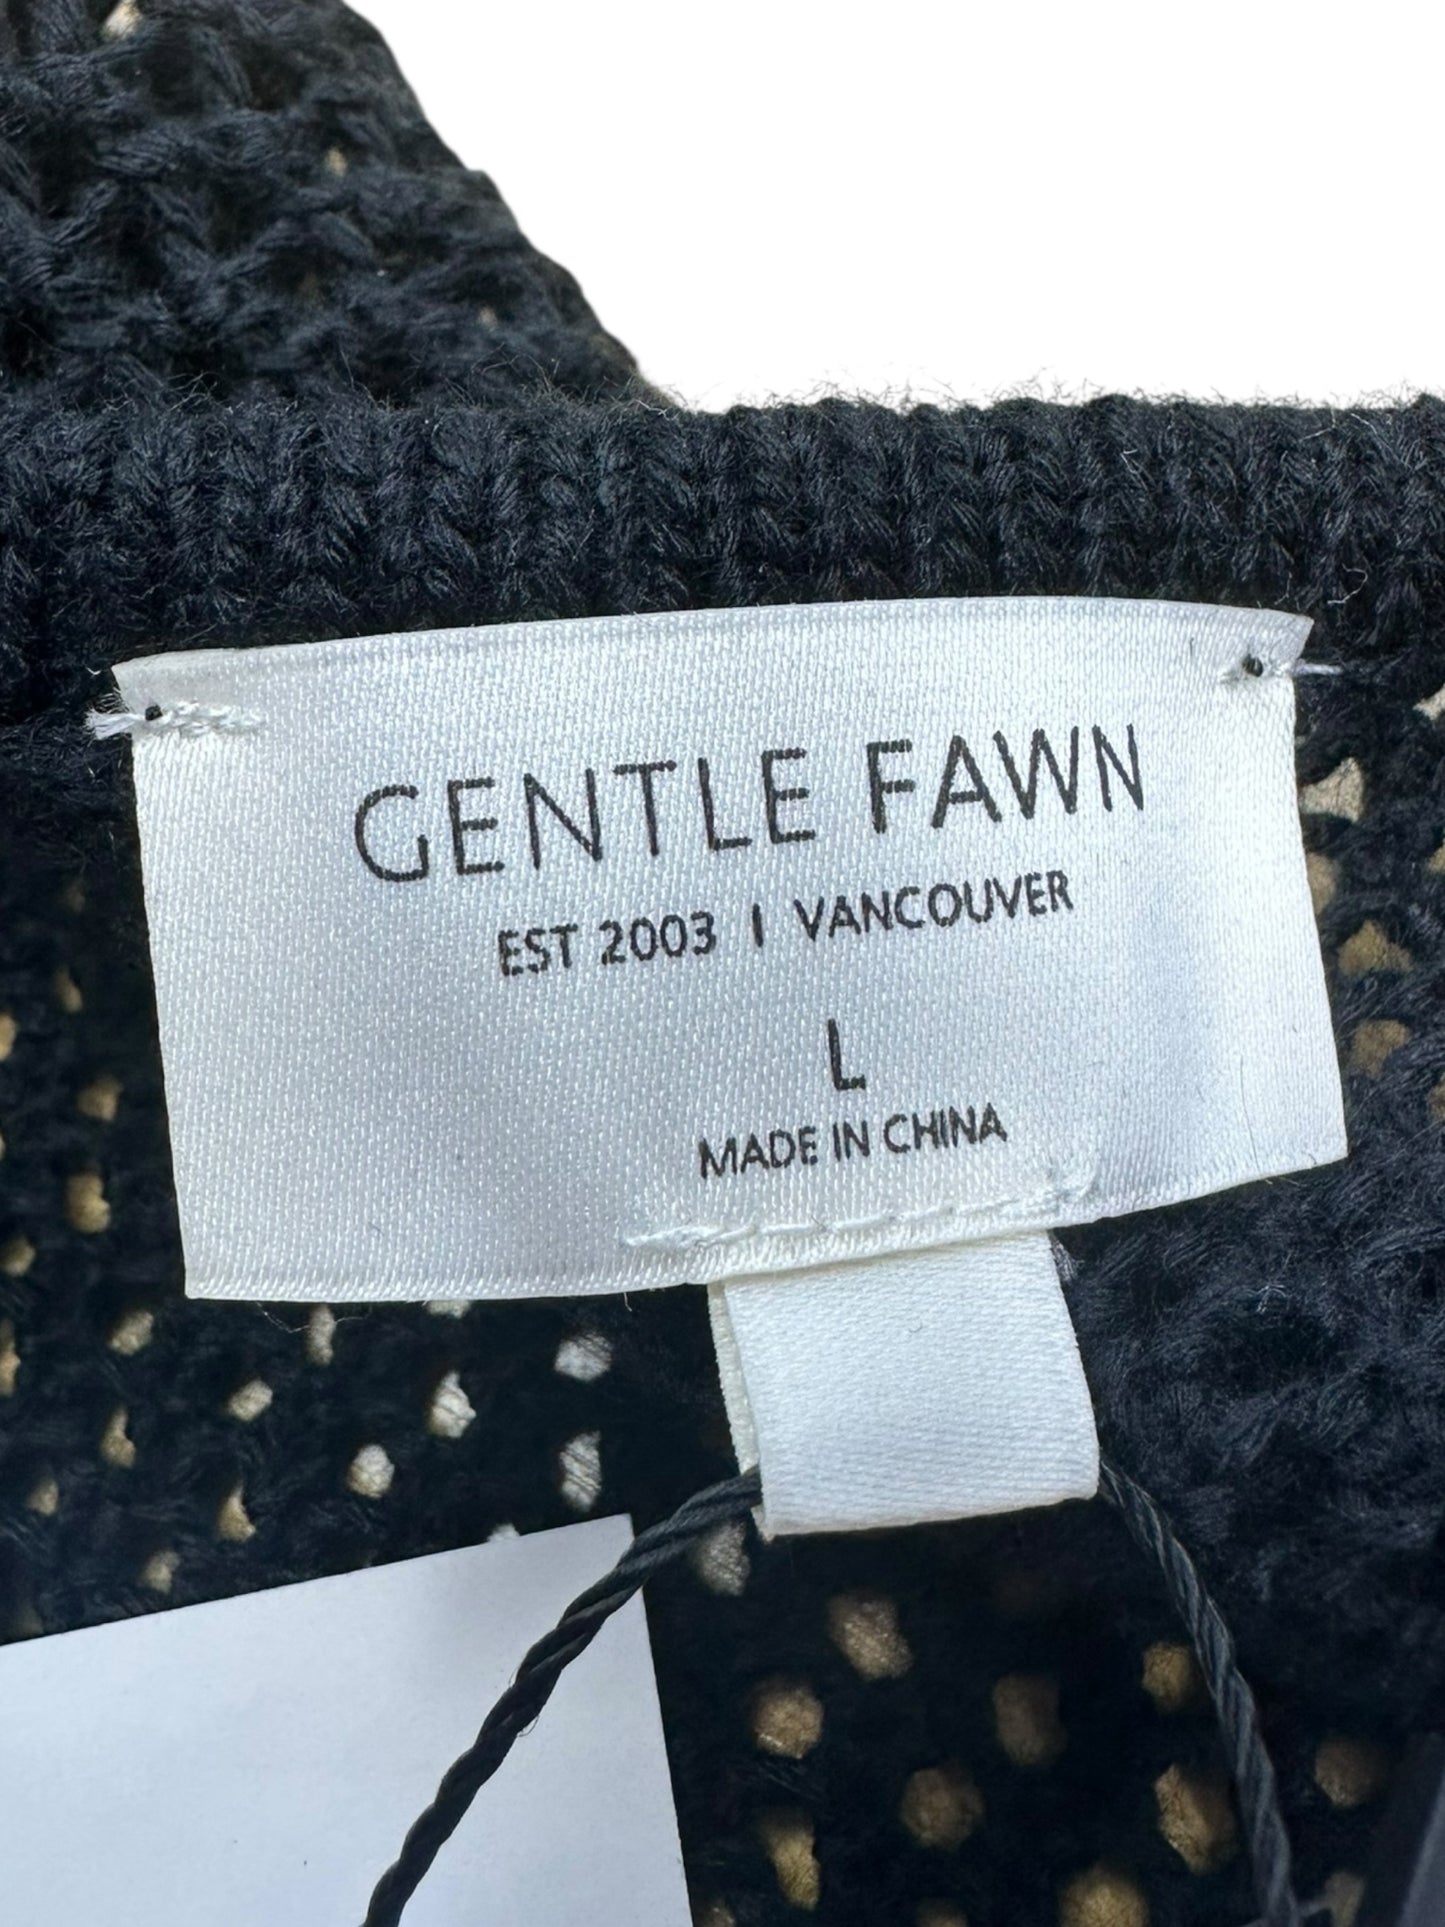 GENTLE FAWN
EST 2003 | VANCOUVER
L
MADE IN CHINA